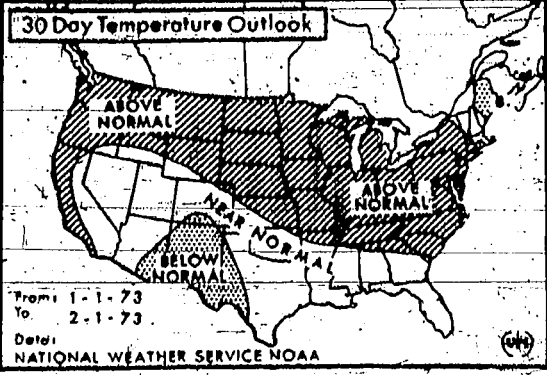 30 Day Temperature Outlook
ABOVE
NORMAL
ABOVE
NORMAL
NEAR NORMAL
BELOW
NORMAL
From: 1-1-73
To: 2-1-73
Data:
NATIONAL WEATHER SERVICE NOAA